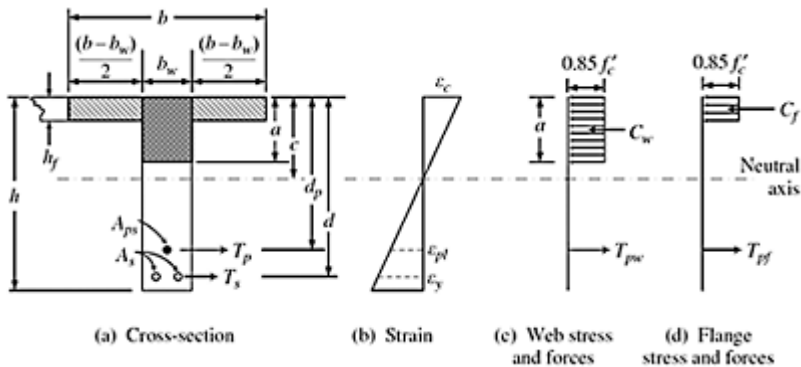 b
(b – b_w)
2
b_w
(b – b_w)
2
h_f
h
a
c
d_p
d
A_ps
A_s
T_p
T_s
ε_c
ε_pl
ε_y
0.85 f'_c
a
C_w
T_pw
0.85 f'_c
C_f
Neutral
axis
T_pf
(a) Cross-section
(b) Strain
(c) Web stress
and forces
(d) Flange
stress and forces